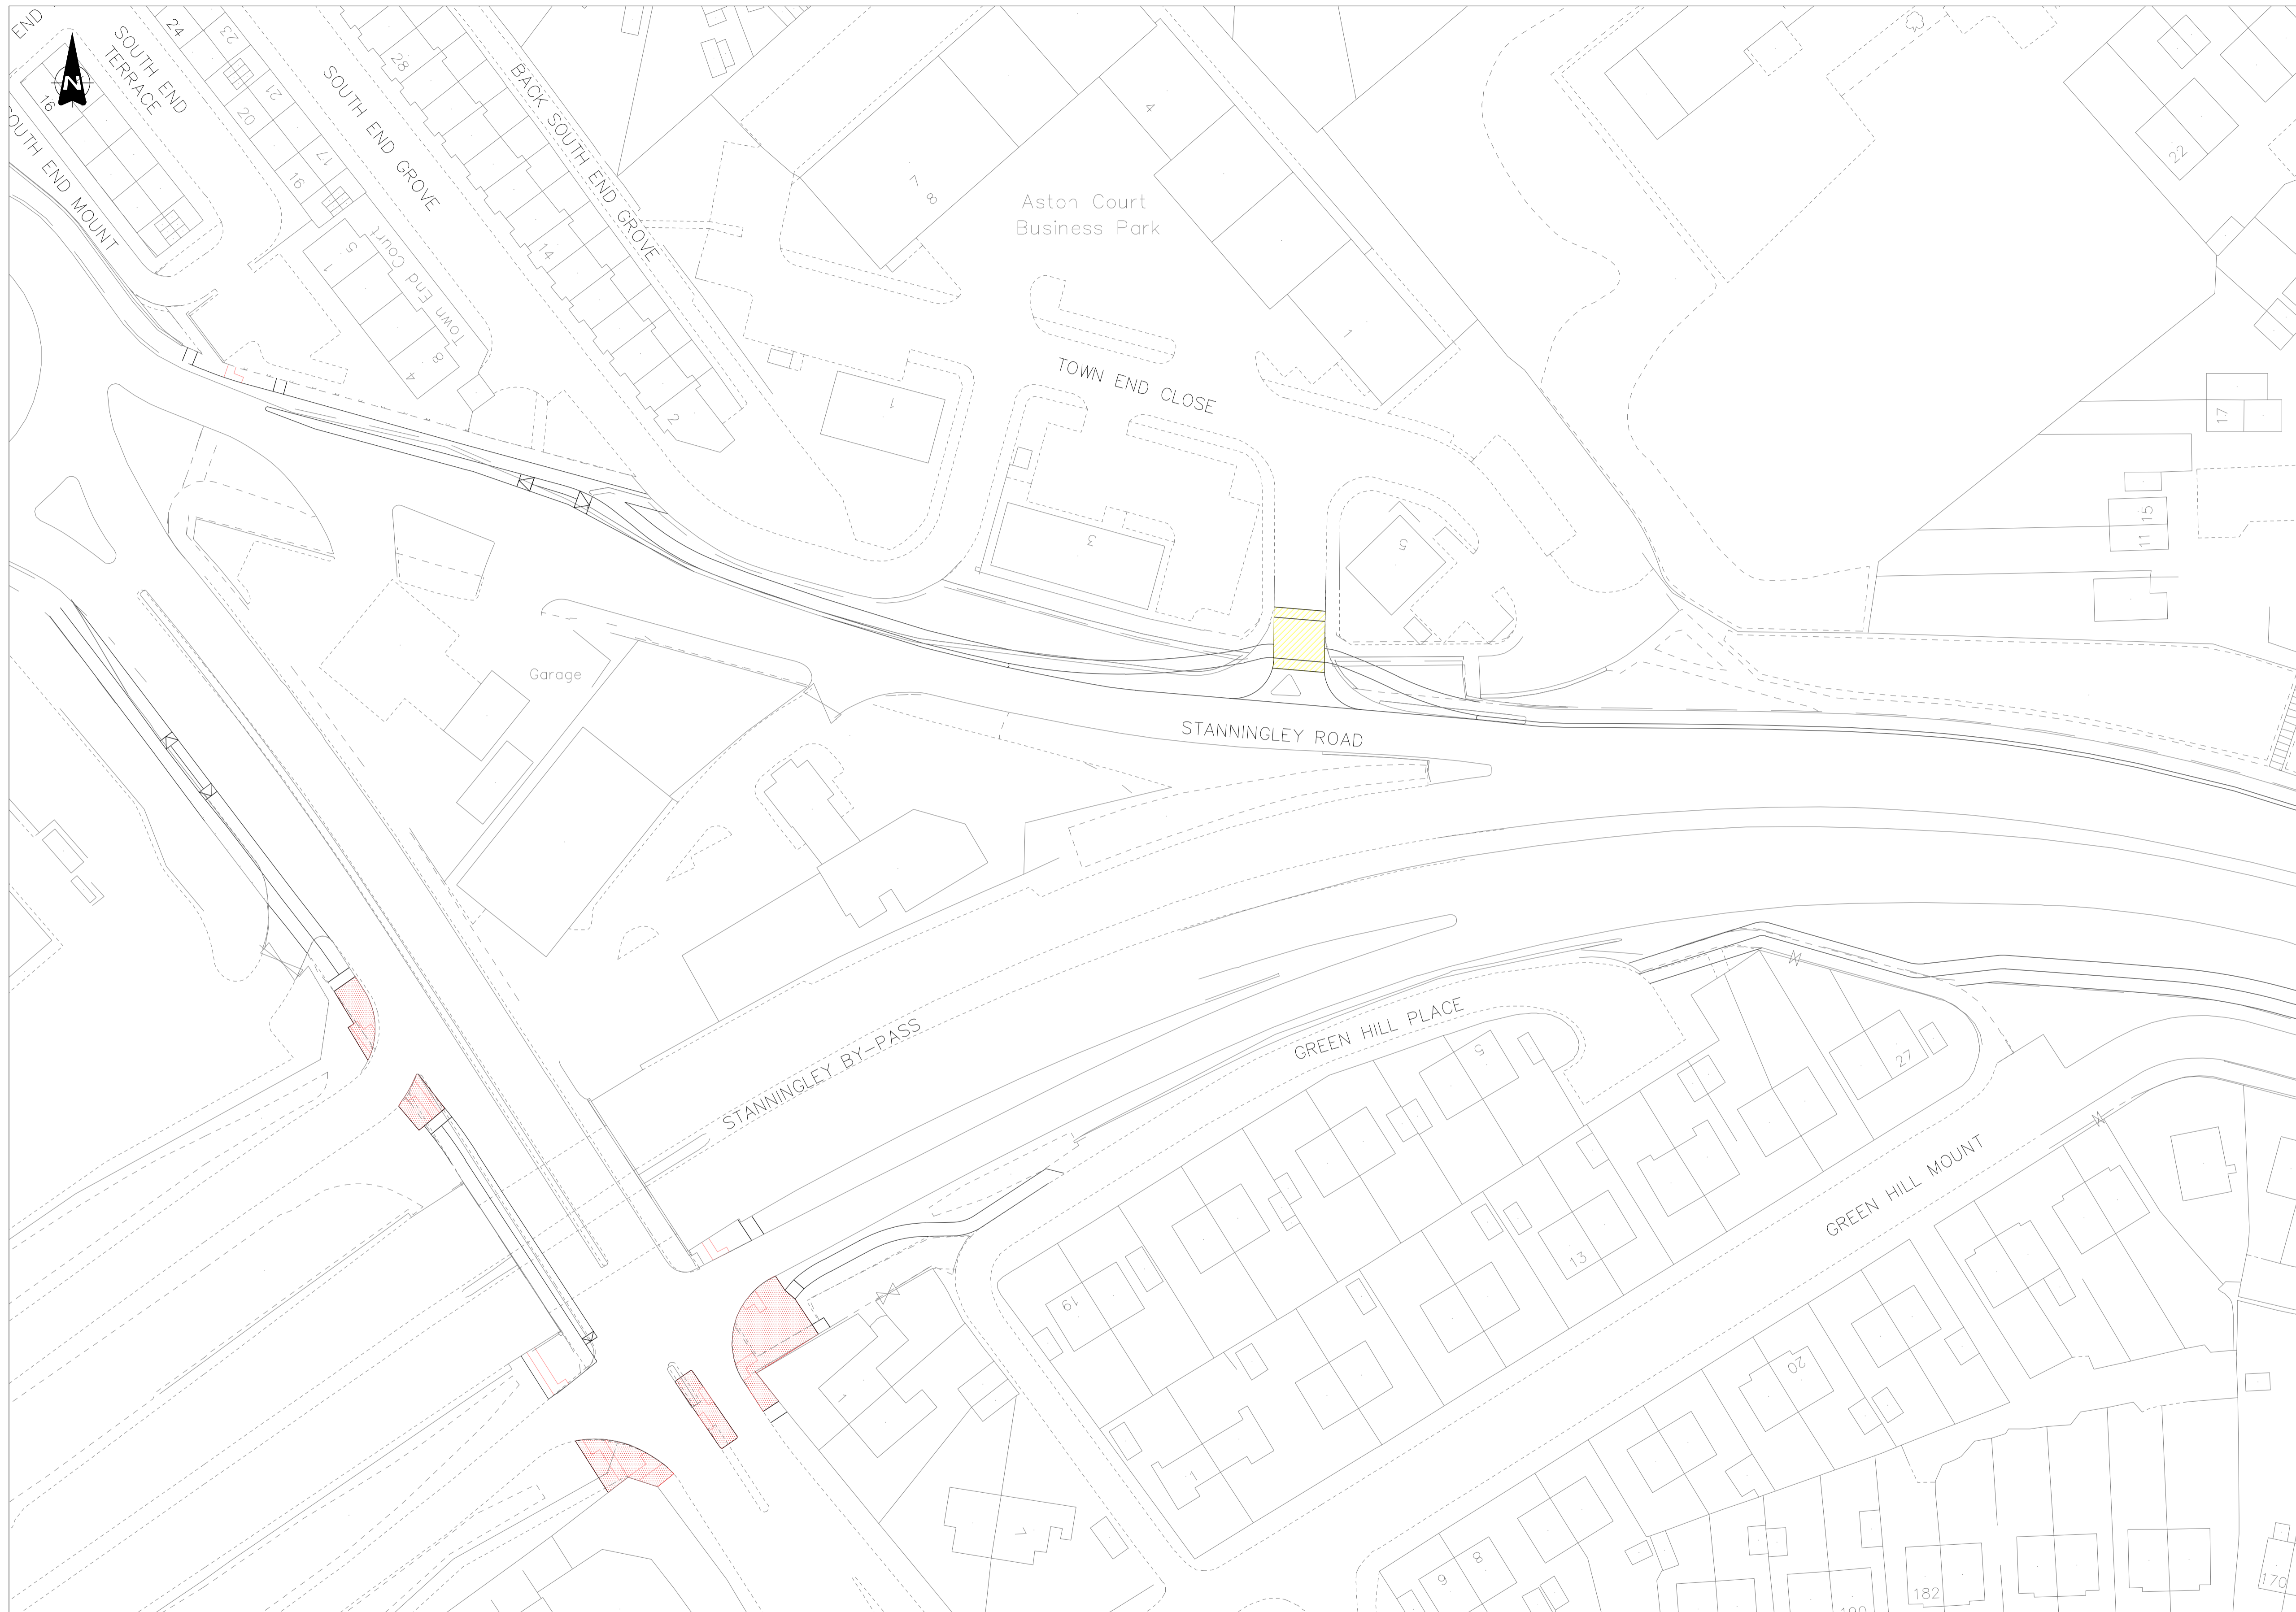 END
SOUTH END
TERRACE
24
23
21
20
17
16
16
SOUTH END MOUNT
N
SOUTH END GROVE
28
14
2
BACK SOUTH END GROVE
Town End Court
1
5
4
8
7
8
4
Aston Court
Business Park
1
1
TOWN END CLOSE
3
5
22
17
15
11
Garage
STANNINGLEY ROAD
STANNINGLEY BY-PASS
GREEN HILL PLACE
5
27
GREEN HILL MOUNT
19
13
20
1
1
7
9
8
182
170